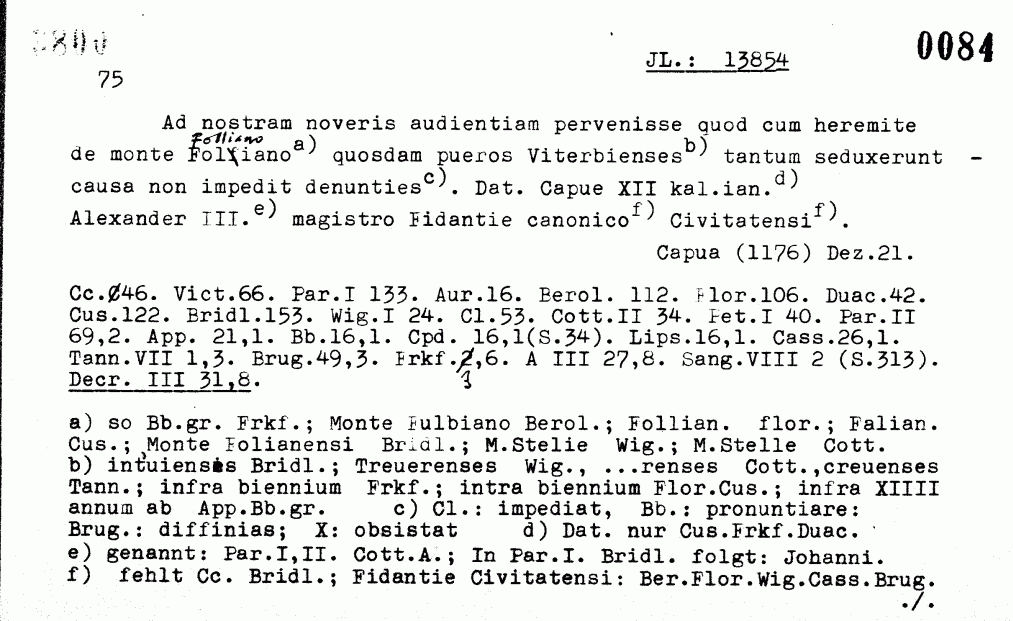 0084
JL.: 13854
75
Ad nostram noveris audientiam pervenisse quod cum heremite
Folliano
de monte Foliano a) quosdam pueros Viterbienses b) tantum seduxerunt -
causa non impedit denunties c). Dat. Capue XII kal.ian. d)
Alexander III. e) magistro Fidantie canonico f) Civitatensi f).
Capua (1176) Dez.21.
Cc.46. Vict.66. Par.I 133. Aur.16. Berol. 112. Flor.106. Duac.42.
Cus.122. Bridl.153. Wig.I 24. Cl.53. Cott.II 34. Pet.I 40. Par.II
69,2. App. 21,1. Bb.16,1. Cpd. 16,1(S.34). Lips.16,1. Cass.26,1.
Tann.VII 1,3. Brug.49,3. Frkf.1,6. A III 27,8. Sang.VIII 2 (S.313).
Decr. III 31,8.
a) so Bb.gr. Frkf.; Monte Fulbiano Berol.; Follian. flor.; Falian.
Cus.; Monte Folianensi Bridl.; M.Stelie Wig.; M.Stelle Cott.
b) intuiensis Bridl.; Treuerenses Wig., ...renses Cott.,creuenses
Tann.; infra biennium Frkf.; intra biennium Flor.Cus.; infra XIIII
annum ab App.Bb.gr. c) Cl.: impediat, Bb.: pronuntiare:
Brug.: diffinias; X: obsistat d) Dat. nur Cus.Frkf.Duac.
e) genannt: Par.I,II. Cott.A.; In Par.I. Bridl. folgt: Johanni.
f) fehlt Cc. Bridl.; Fidantie Civitatensi: Ber.Flor.Wig.Cass.Brug.
./.